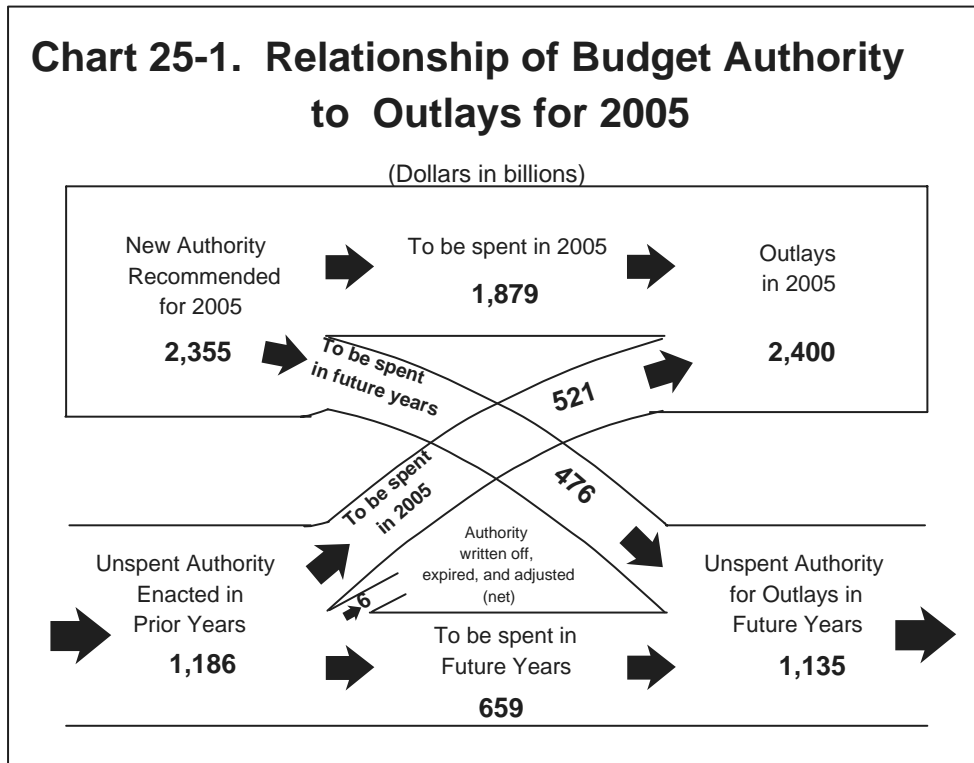 Chart 25-1. Relationship of Budget Authority
to Outlays for 2005
(Dollars in billions)
New Authority
Recommended
for 2005
2,355
To be spent in 2005
1,879
Outlays
in 2005
2,400
To be spent
in future years
521
To be spent
in 2005
476
Authority
written off,
expired, and adjusted
(net)
6
Unspent Authority
Enacted in
Prior Years
1,186
To be spent in
Future Years
659
Unspent Authority
for Outlays in
Future Years
1,135